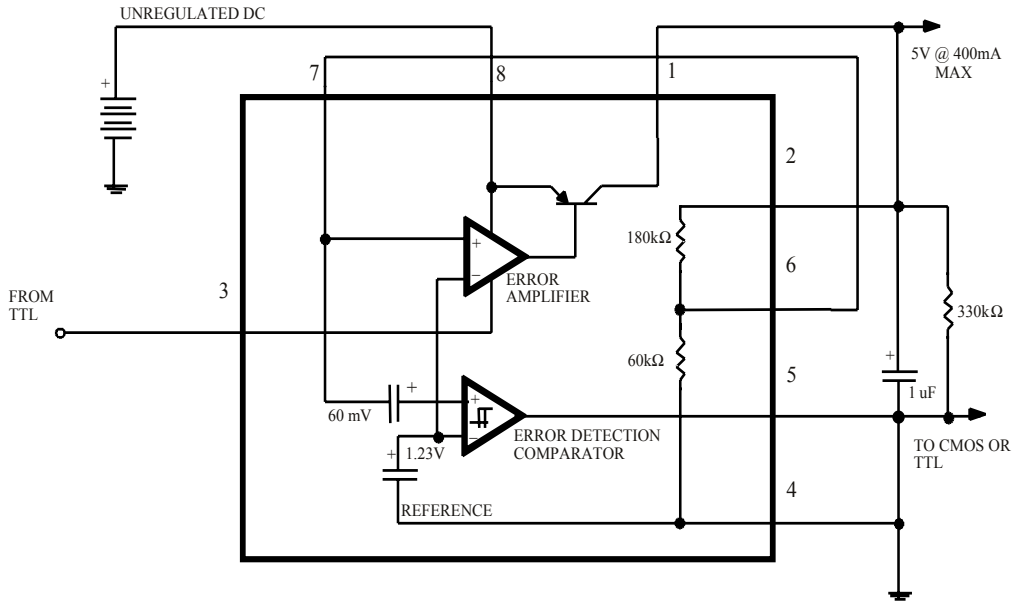 UNREGULATED DC
+
5V @ 400mA
MAX
7
8
1
2
180kΩ
+
−
ERROR
AMPLIFIER
6
3
FROM
TTL
330kΩ
60kΩ
5
+
1 uF
+
60 mV
+
−
ERROR DETECTION
COMPARATOR
TO CMOS OR
TTL
+
1.23V
4
REFERENCE